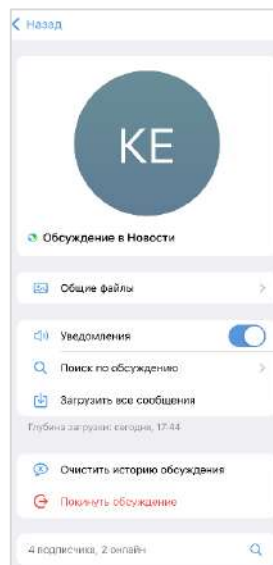 Назад
КЕ
Обсуждение в Новости
Общие файлы
Уведомления
Поиск по обсуждению
Загрузить все сообщения
Глубина загрузки: сегодня, 17:44
Очистить историю обсуждения
Покинуть обсуждение
4 подписчика, 2 онлайн